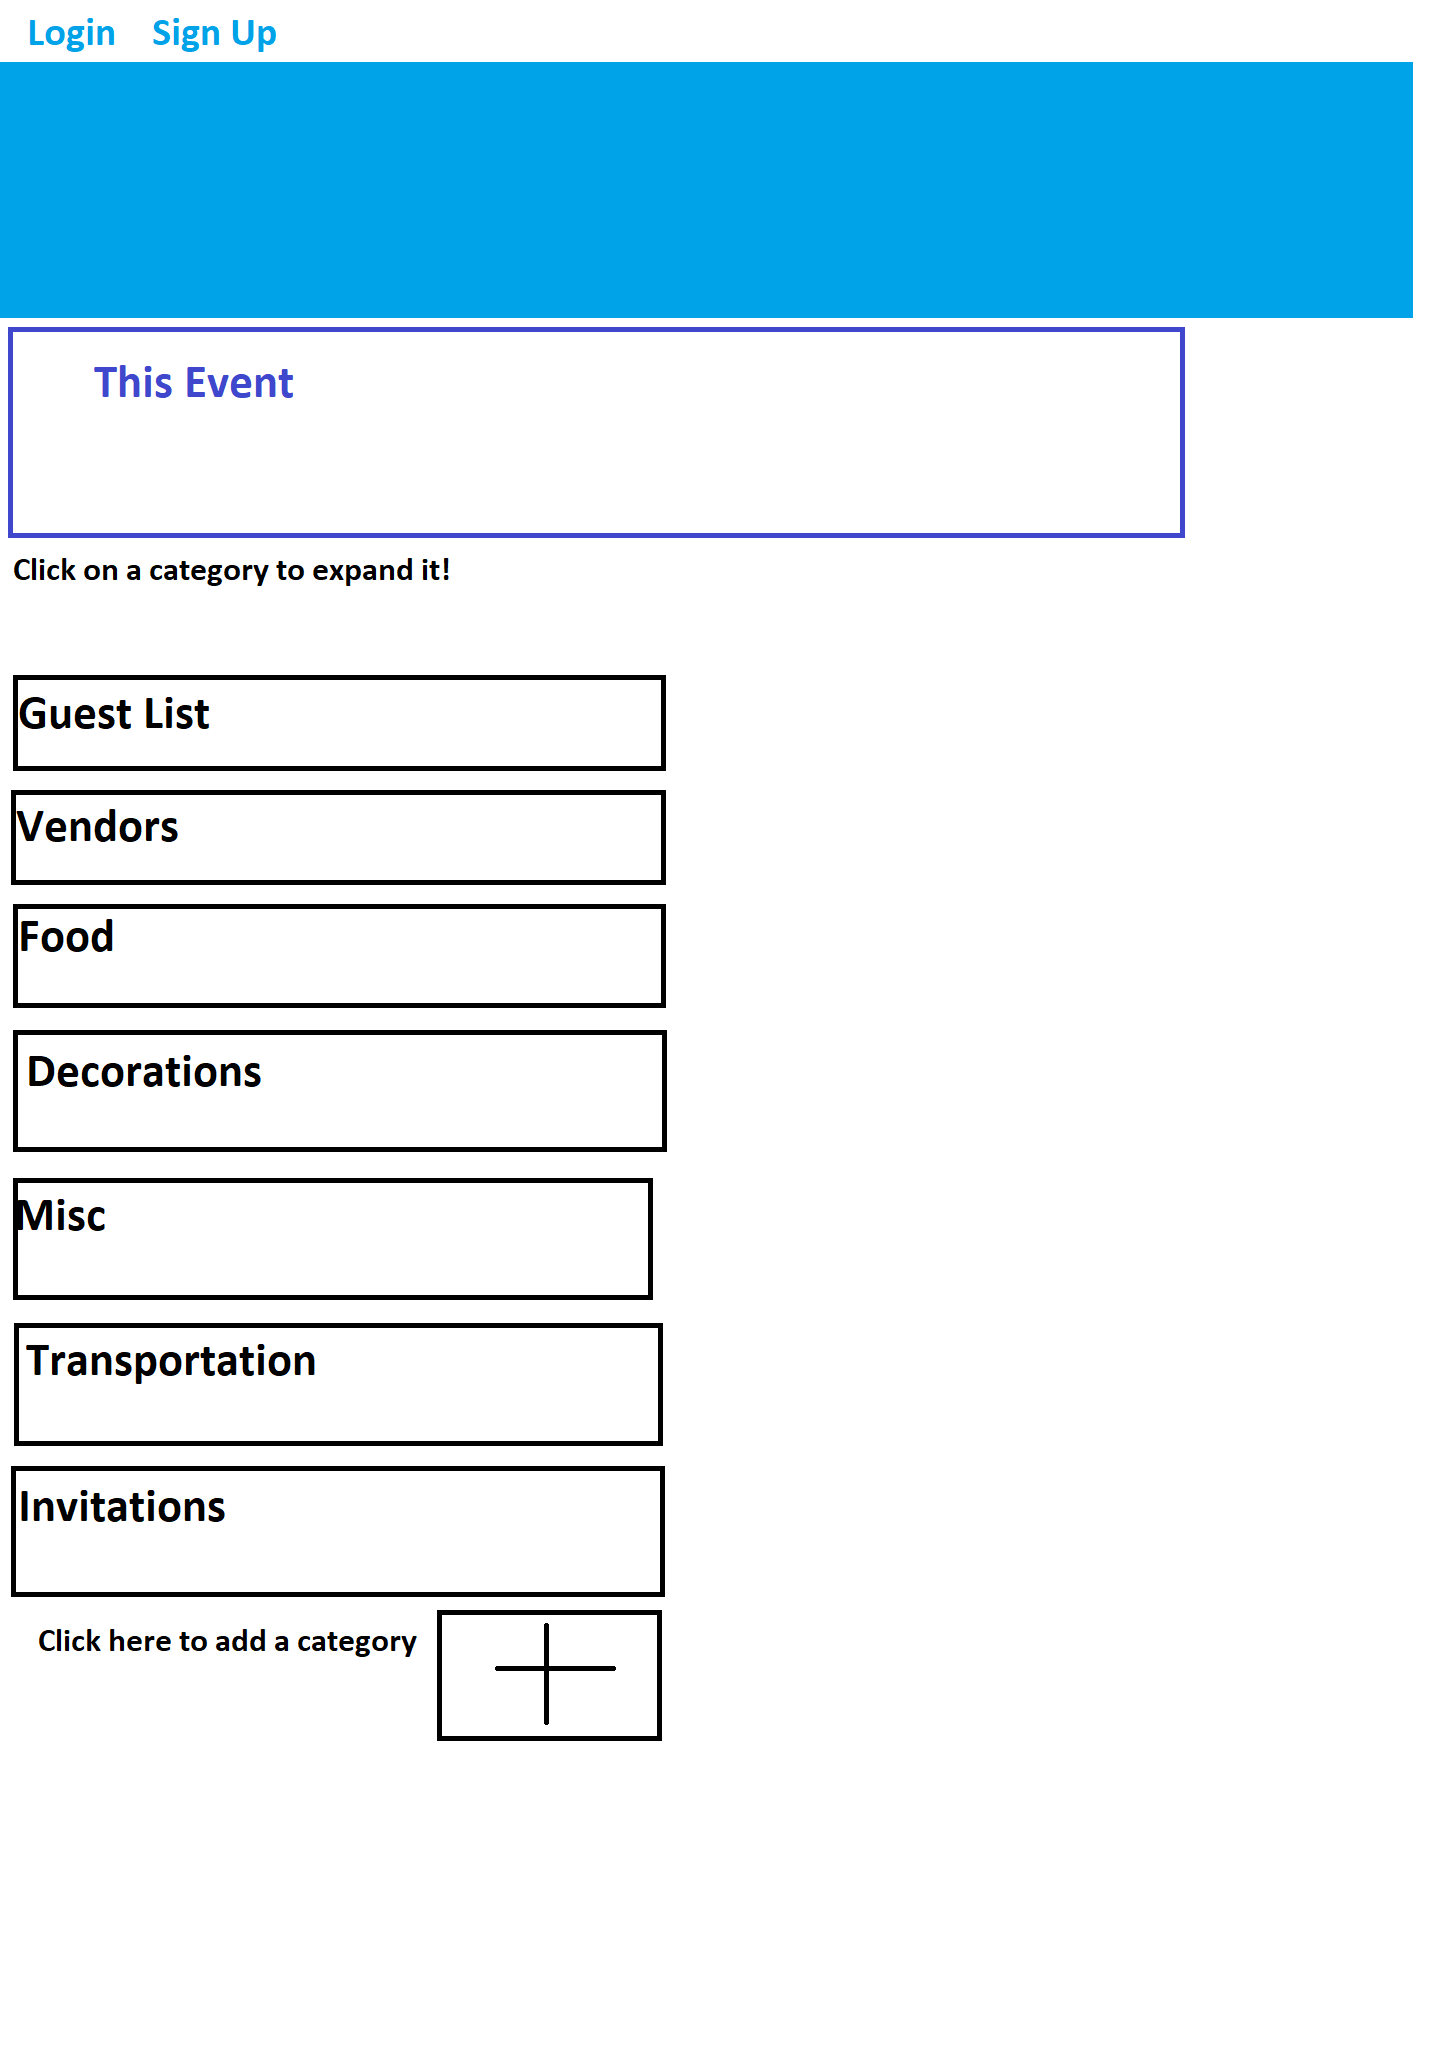 Login Sign Up
This Event
Click on a category to expand it!
Guest List
Vendors
Food
Decorations
Misc
Transportation
Invitations
Click here to add a category